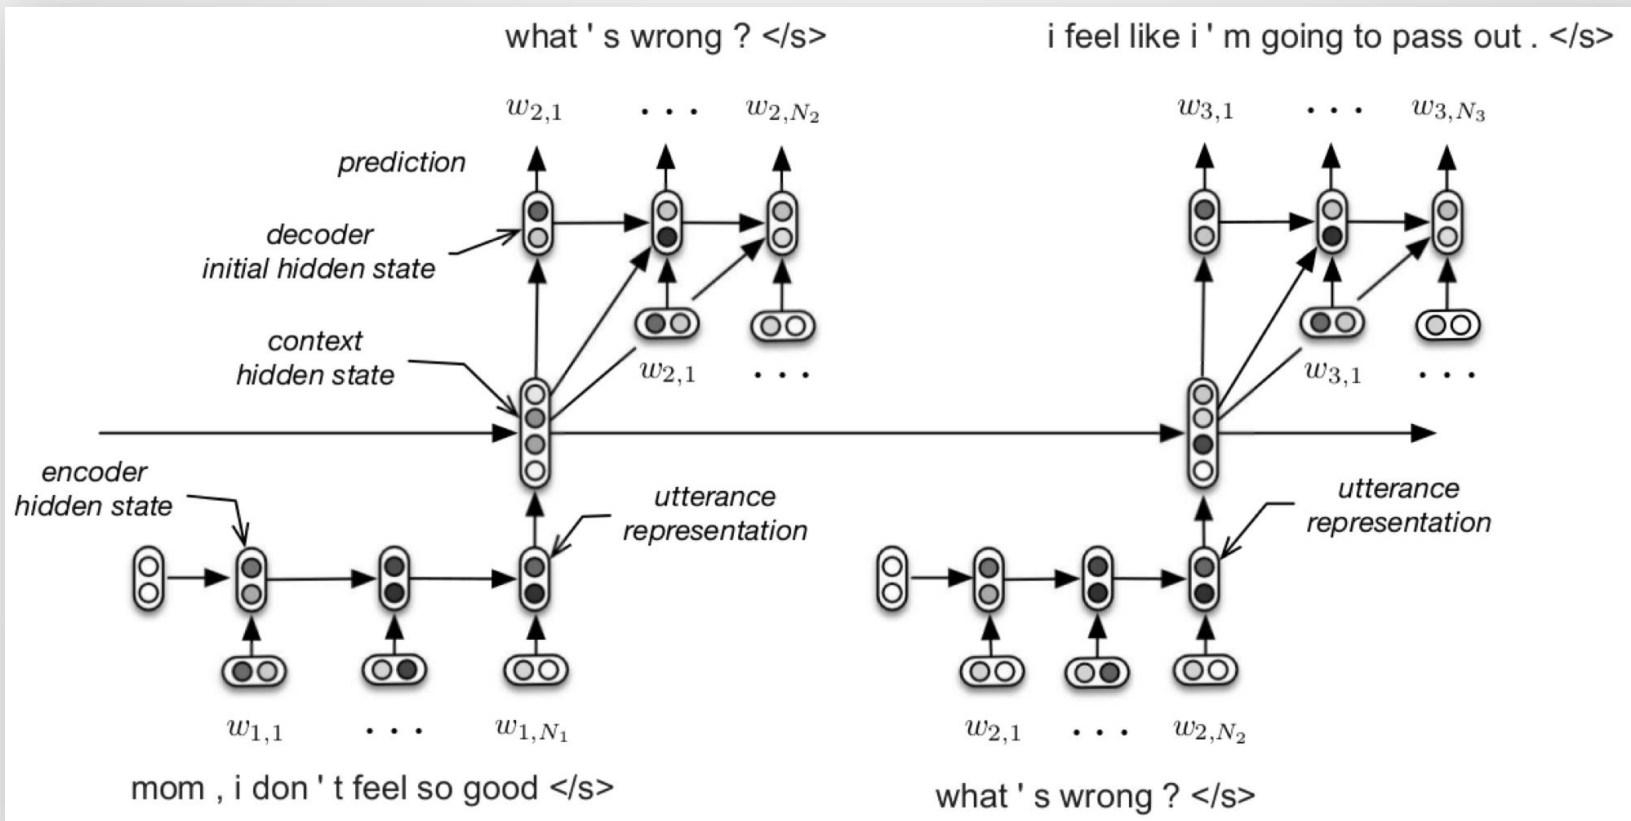 what ' s wrong ? </s>
i feel like i ' m going to pass out . </s>
w2,1 . . . w2,N2
w3,1 . . . w3,N3
prediction
decoder
initial hidden state
context
hidden state
w2,1 . . .
w3,1 . . .
encoder
hidden state
utterance
representation
utterance
representation
w1,1 . . . w1,N1
w2,1 . . . w2,N2
mom , i don ' t feel so good </s>
what ' s wrong ? </s>